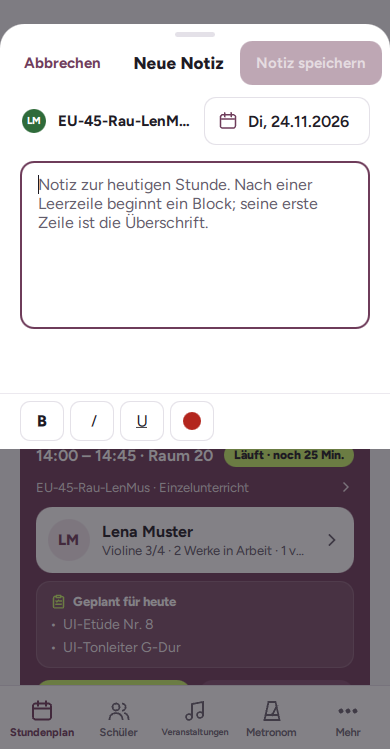 Abbrechen
Neue Notiz
Notiz speichern
LM
EU-45-Rau-LenM...
Di, 24.11.2026
Notiz zur heutigen Stunde. Nach einer
Leerzeile beginnt ein Block; seine erste
Zeile ist die Überschrift.
B
I
U
14:00 – 14:45 · Raum 20
Läuft · noch 25 Min.
EU-45-Rau-LenMus · Einzelunterricht
LM
Lena Muster
Violine 3/4 · 2 Werke in Arbeit · 1 v...
Geplant für heute
• UI-Etüde Nr. 8
• UI-Tonleiter G-Dur
Stundenplan
Schüler
Veranstaltungen
Metronom
Mehr